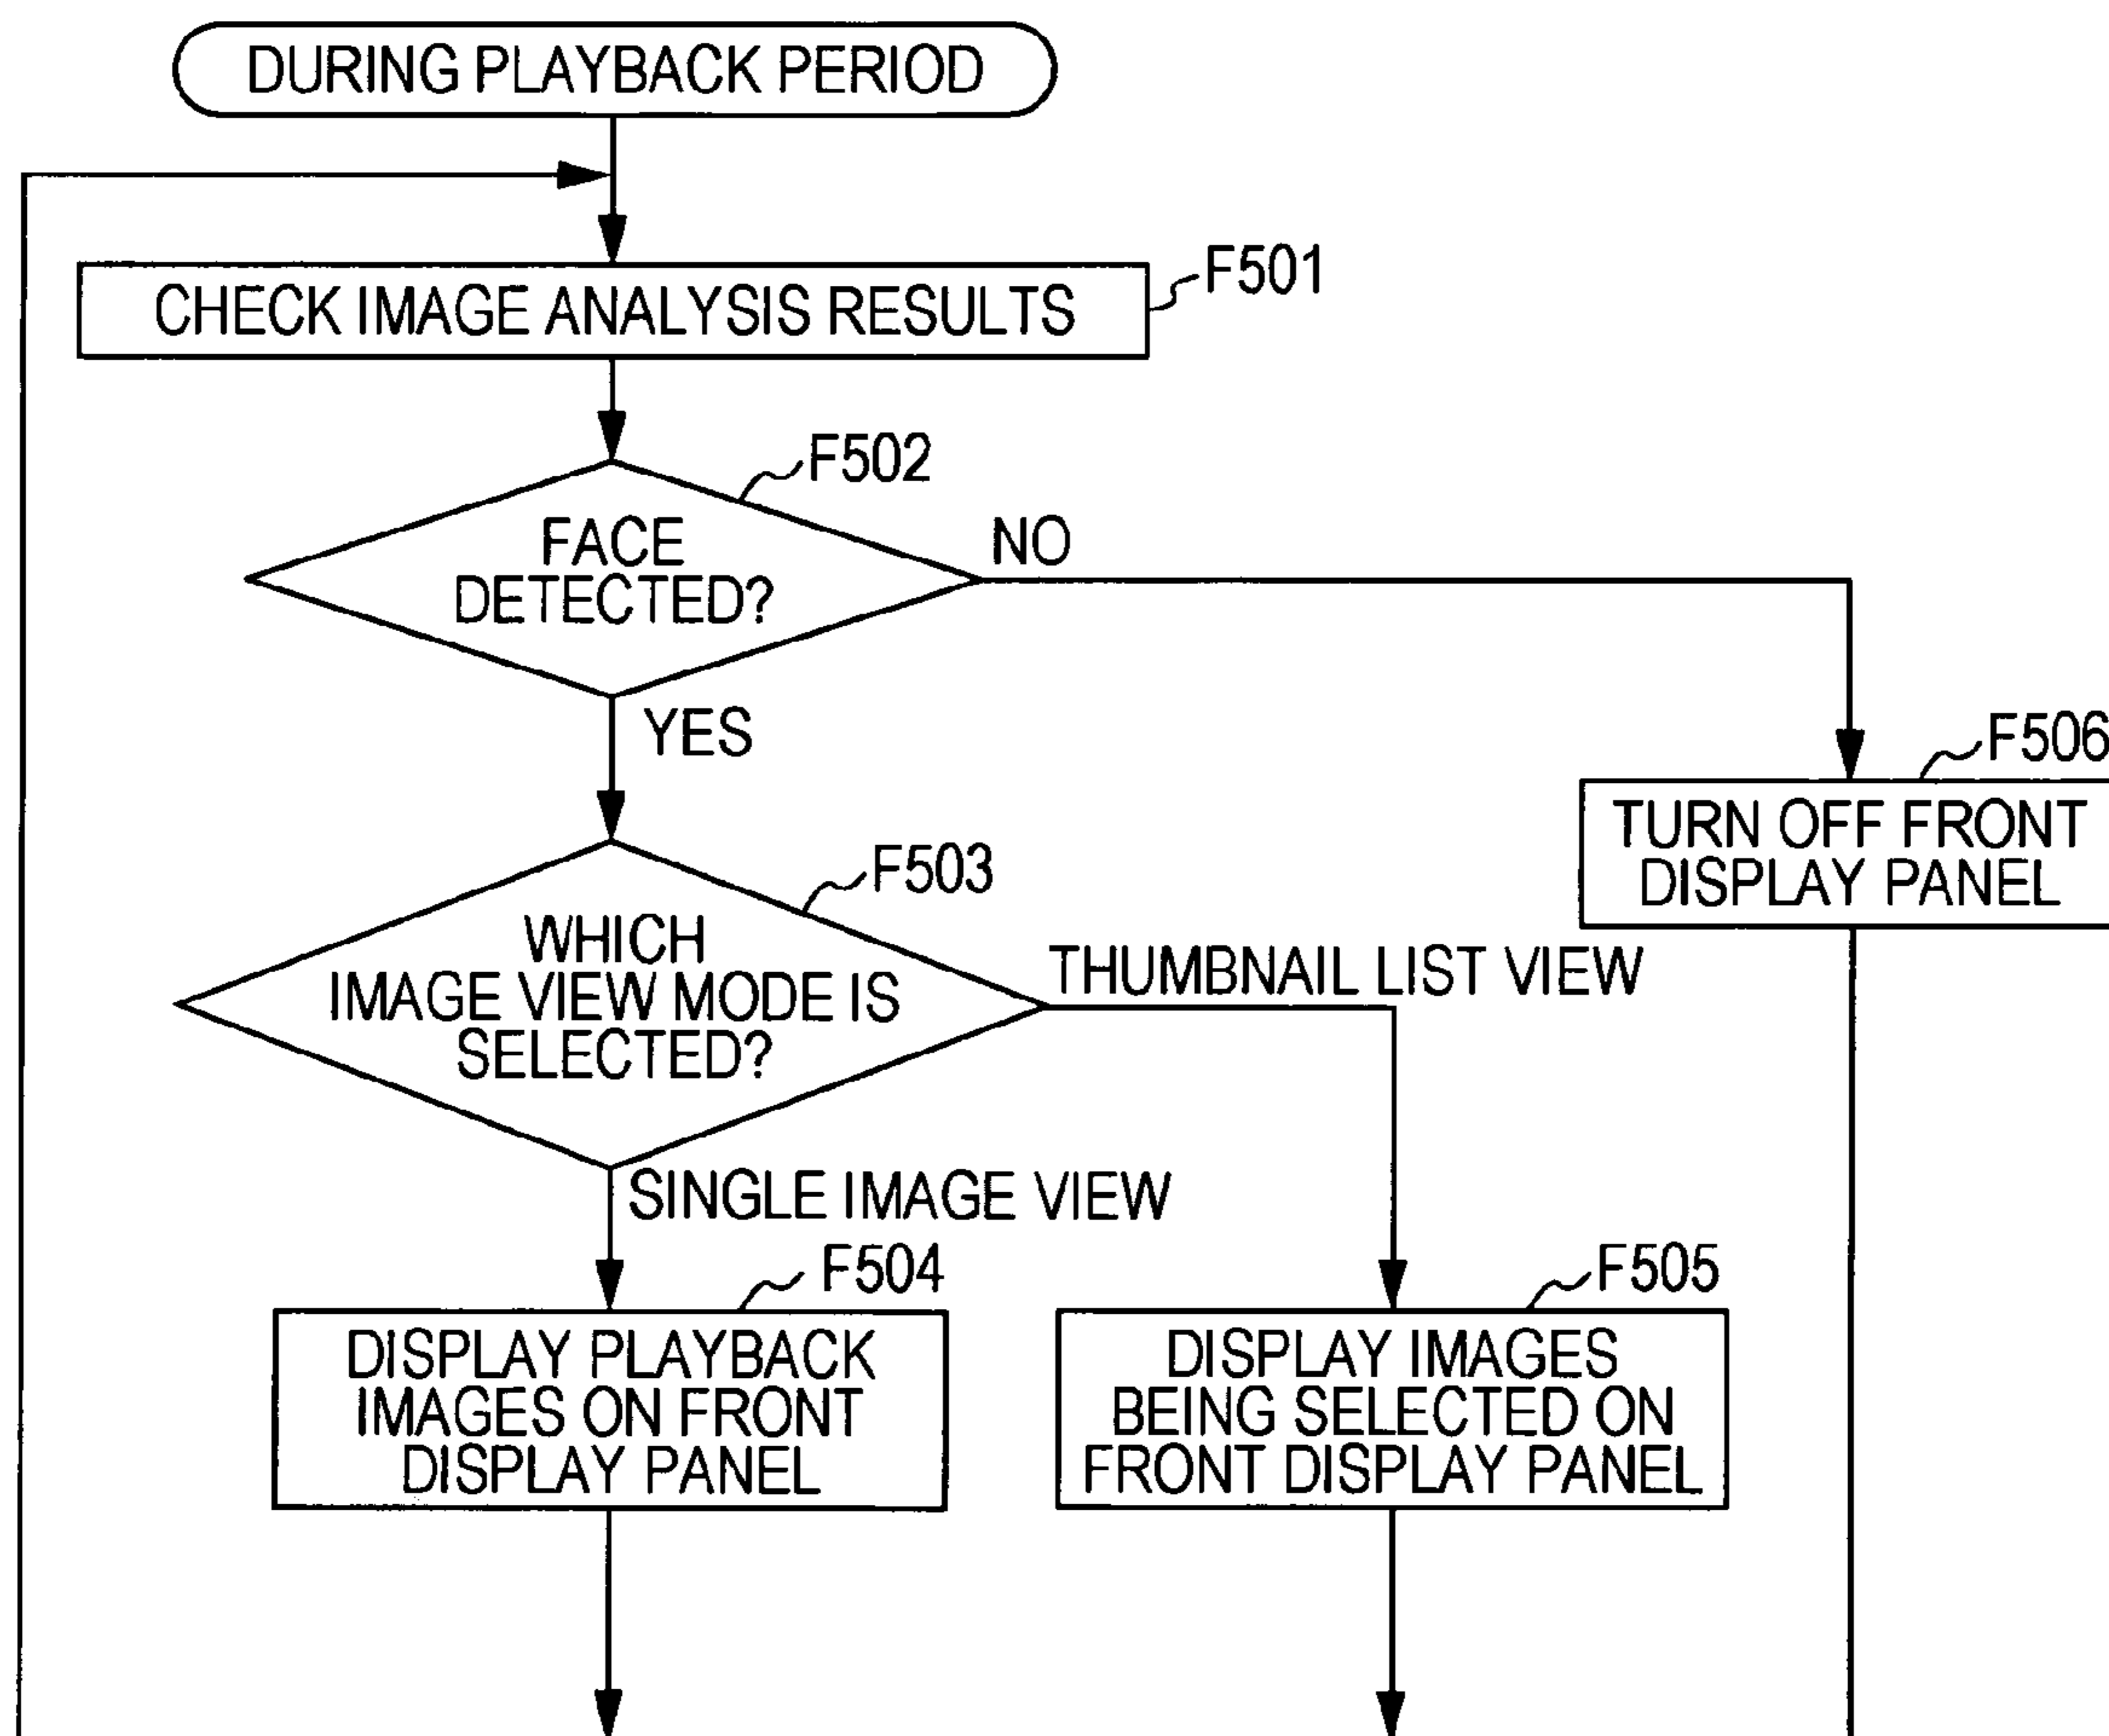 DURING PLAYBACK PERIOD
CHECK IMAGE ANALYSIS RESULTS
F501
F502
FACE
DETECTED?
NO
YES
F506
TURN OFF FRONT
DISPLAY PANEL
F503
WHICH
IMAGE VIEW MODE IS
SELECTED?
THUMBNAIL LIST VIEW
SINGLE IMAGE VIEW
F504
DISPLAY PLAYBACK
IMAGES ON FRONT
DISPLAY PANEL
F505
DISPLAY IMAGES
BEING SELECTED ON
FRONT DISPLAY PANEL